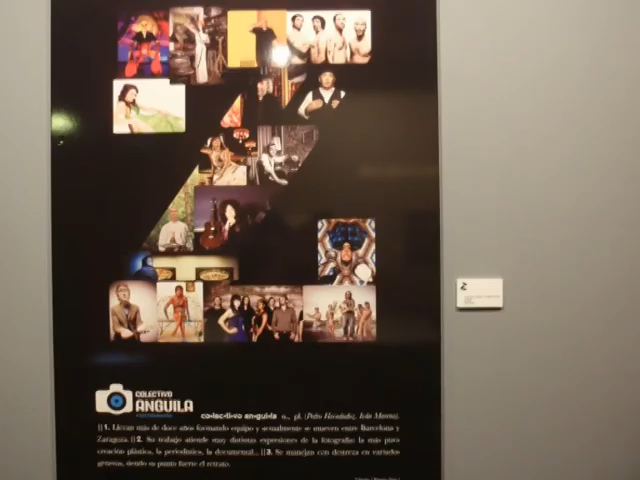 COLECTIVO
ANGUILA
co·lec·ti·vo an·gui·la n., pl. (Pedro Hernández, Iván Moreno).
||1. Llevan más de doce años formando equipo y actualmente se mueven entre Barcelona y
Zaragoza. ||2. Su trabajo atiende muy distintas expresiones de la fotografía: la más pura
creación plástica, la periodística, la documental... ||3. Se manejan con destreza en variados
géneros, siendo su punto fuerte el retrato.